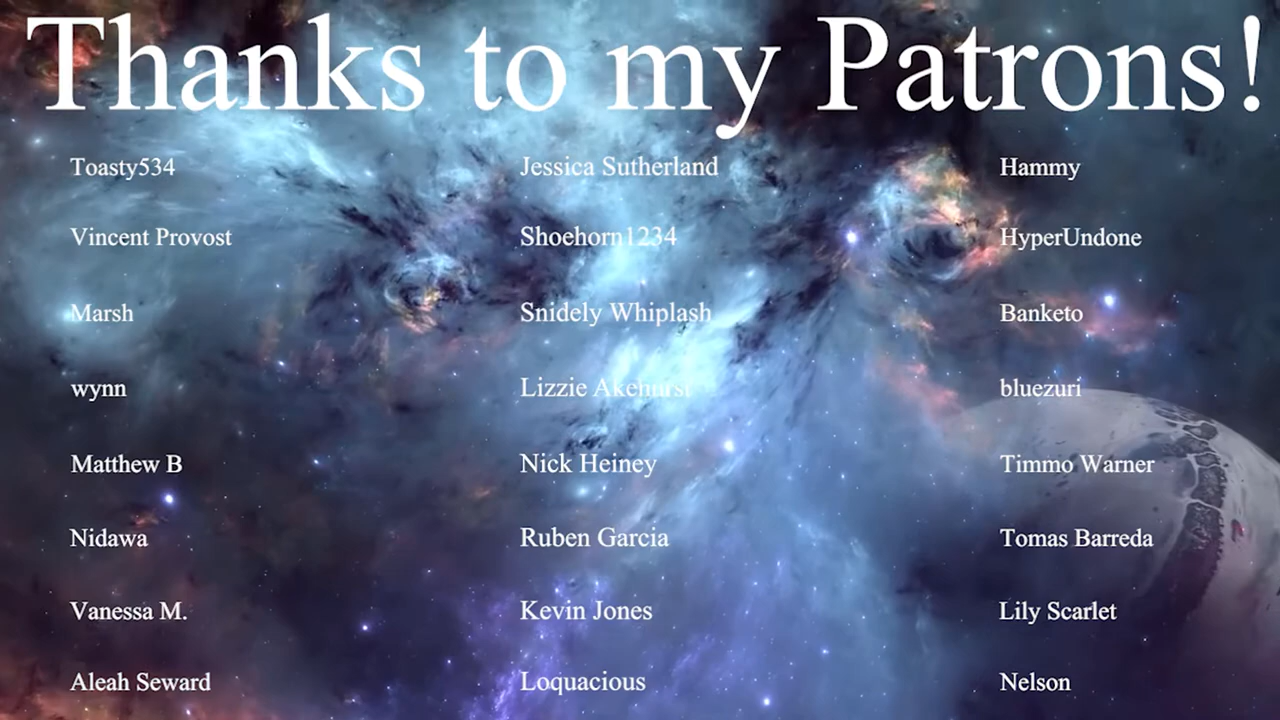 Thanks to my Patrons!
Toasty534
Jessica Sutherland
Hammy
Vincent Provost
Shoehorn1234
HyperUndone
Marsh
Snidely Whiplash
Banketo
wynn
Lizzie Akehurst
bluezuri
Matthew B
Nick Heiney
Timmo Warner
Nidawa
Ruben Garcia
Tomas Barreda
Vanessa M.
Kevin Jones
Lily Scarlet
Aleah Seward
Loquacious
Nelson